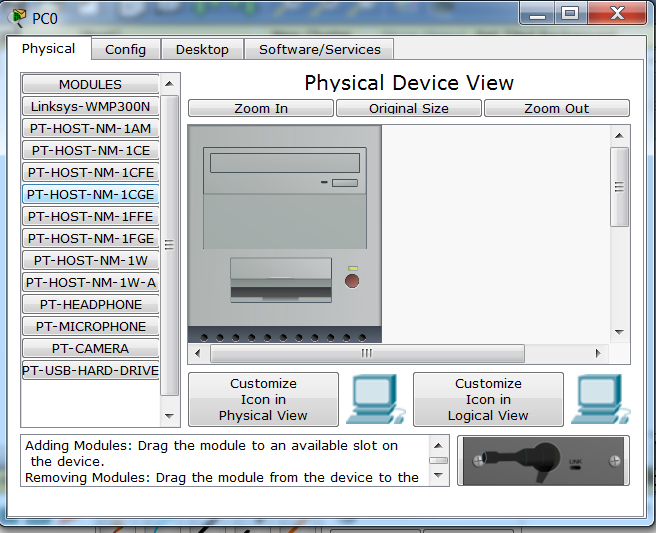 PC0
Physical
Config
Desktop
Software/Services
MODULES
Linksys-WMP300N
PT-HOST-NM-1AM
PT-HOST-NM-1CE
PT-HOST-NM-1CFE
PT-HOST-NM-1CGE
PT-HOST-NM-1FFE
PT-HOST-NM-1FGE
PT-HOST-NM-1W
PT-HOST-NM-1W-A
PT-HEADPHONE
PT-MICROPHONE
PT-CAMERA
PT-USB-HARD-DRIVE
Physical Device View
Zoom In
Original Size
Zoom Out
Customize
Icon in
Physical View
Customize
Icon in
Logical View
Adding Modules: Drag the module to an available slot on
the device.
Removing Modules: Drag the module from the device to the
LINK